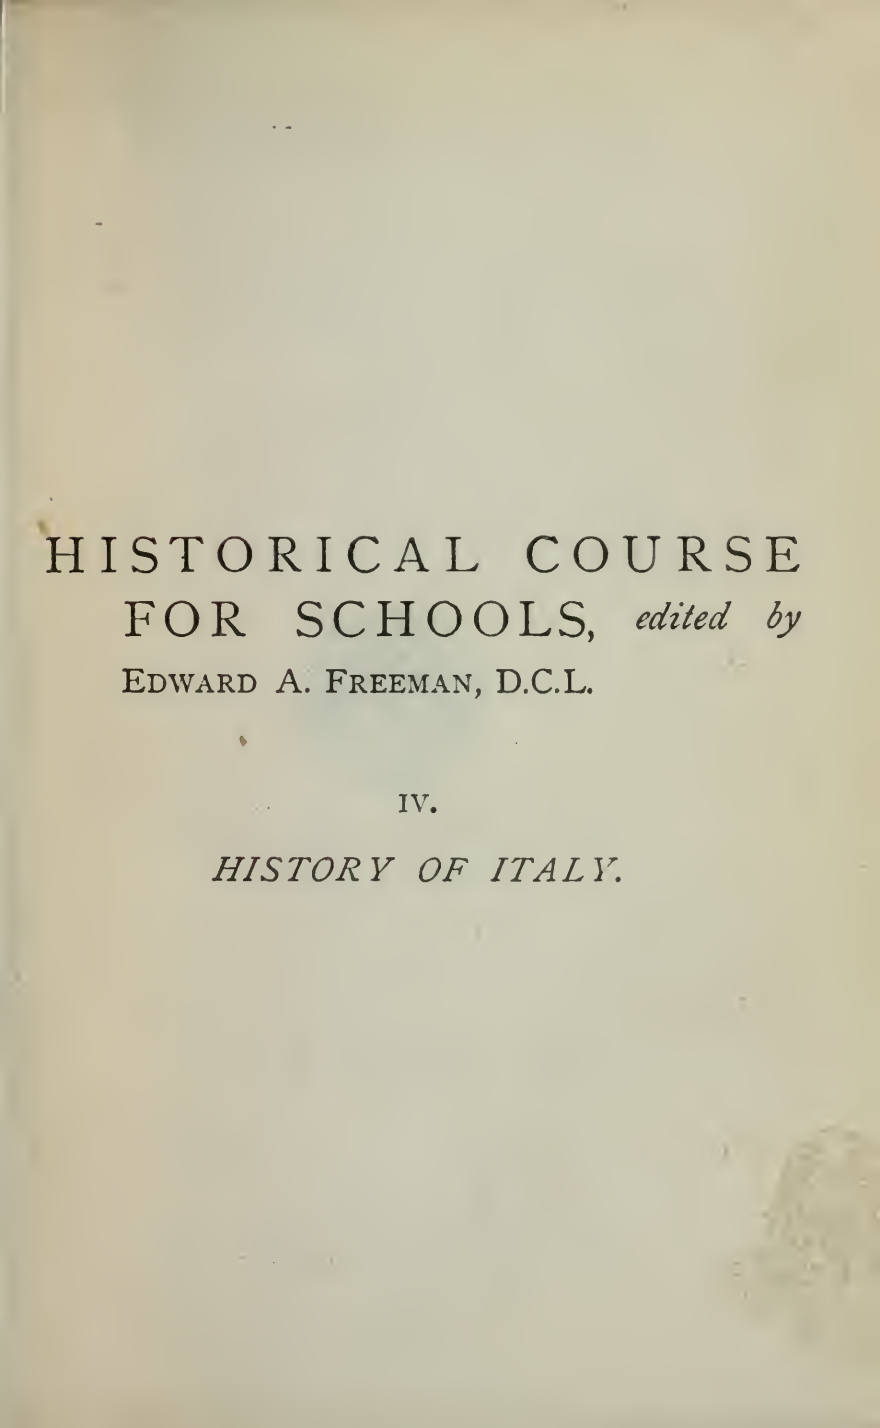 HISTORICAL COURSE
FOR SCHOOLS, edited by
EDWARD A. FREEMAN, D.C.L.
IV.
HISTORY OF ITALY.